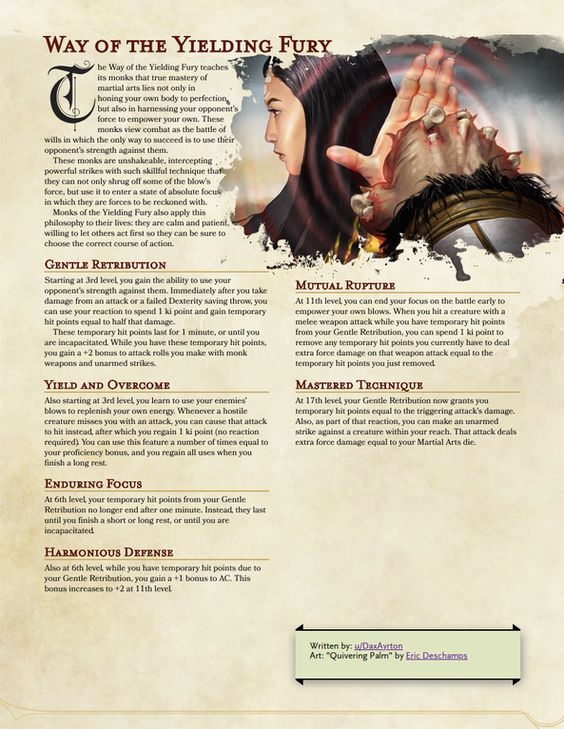 Way of the Yielding Fury
The Way of the Yielding Fury teaches
its monks that true mastery of
martial arts lies not only in
honing your own body to perfection,
but also in harnessing your opponent's
force to empower your own. These
monks view combat as the battle of
wills in which the only way to succeed is to use their
opponent's strength against them.
These monks are unshakeable, intercepting
powerful strikes with such skillful technique that
they can not only shrug off some of the blow's
force, but use it to enter a state of absolute focus
in which they are forces to be reckoned with.
Monks of the Yielding Fury also apply this
philosophy to their lives: they are calm and patient,
willing to let others act first so they can be sure to
choose the correct course of action.
Gentle Retribution
Starting at 3rd level, you gain the ability to use your
opponent's strength against them. Immediately after you take
damage from an attack or a failed Dexterity saving throw, you
can use your reaction to spend 1 ki point and gain temporary
hit points equal to half that damage.
These temporary hit points last for 1 minute, or until you
are incapacitated. While you have these temporary hit points,
you gain a +2 bonus to attack rolls you make with monk
weapons and unarmed strikes.
Yield and Overcome
Also starting at 3rd level, you learn to use your enemies'
blows to replenish your own energy. Whenever a hostile
creature misses you with an attack, you can cause that attack
to hit instead, after which you regain 1 ki point (no reaction
required). You can use this feature a number of times equal to
your proficiency bonus, and you regain all uses when you
finish a long rest.
Enduring Focus
At 6th level, your temporary hit points from your Gentle
Retribution no longer end after one minute. Instead, they last
until you finish a short or long rest, or until you are
incapacitated.
Harmonious Defense
Also at 6th level, while you have temporary hit points due to
your Gentle Retribution, you gain a +1 bonus to AC. This
bonus increases to +2 at 11th level.
Mutual Rupture
At 11th level, you can end your focus on the battle early to
empower your own blows. When you hit a creature with a
melee weapon attack while you have temporary hit points
from your Gentle Retribution, you can spend 1 ki point to
remove any temporary hit points you currently have to deal
extra force damage on that weapon attack equal to the
temporary hit points you just removed.
Mastered Technique
At 17th level, your Gentle Retribution now grants you
temporary hit points equal to the triggering attack's damage.
Also, as part of that reaction, you can make an unarmed
strike against a creature within your reach. That attack deals
extra force damage equal to your Martial Arts die.
Written by: u/DaxAyrton
Art: "Quivering Palm" by Eric Deschamps